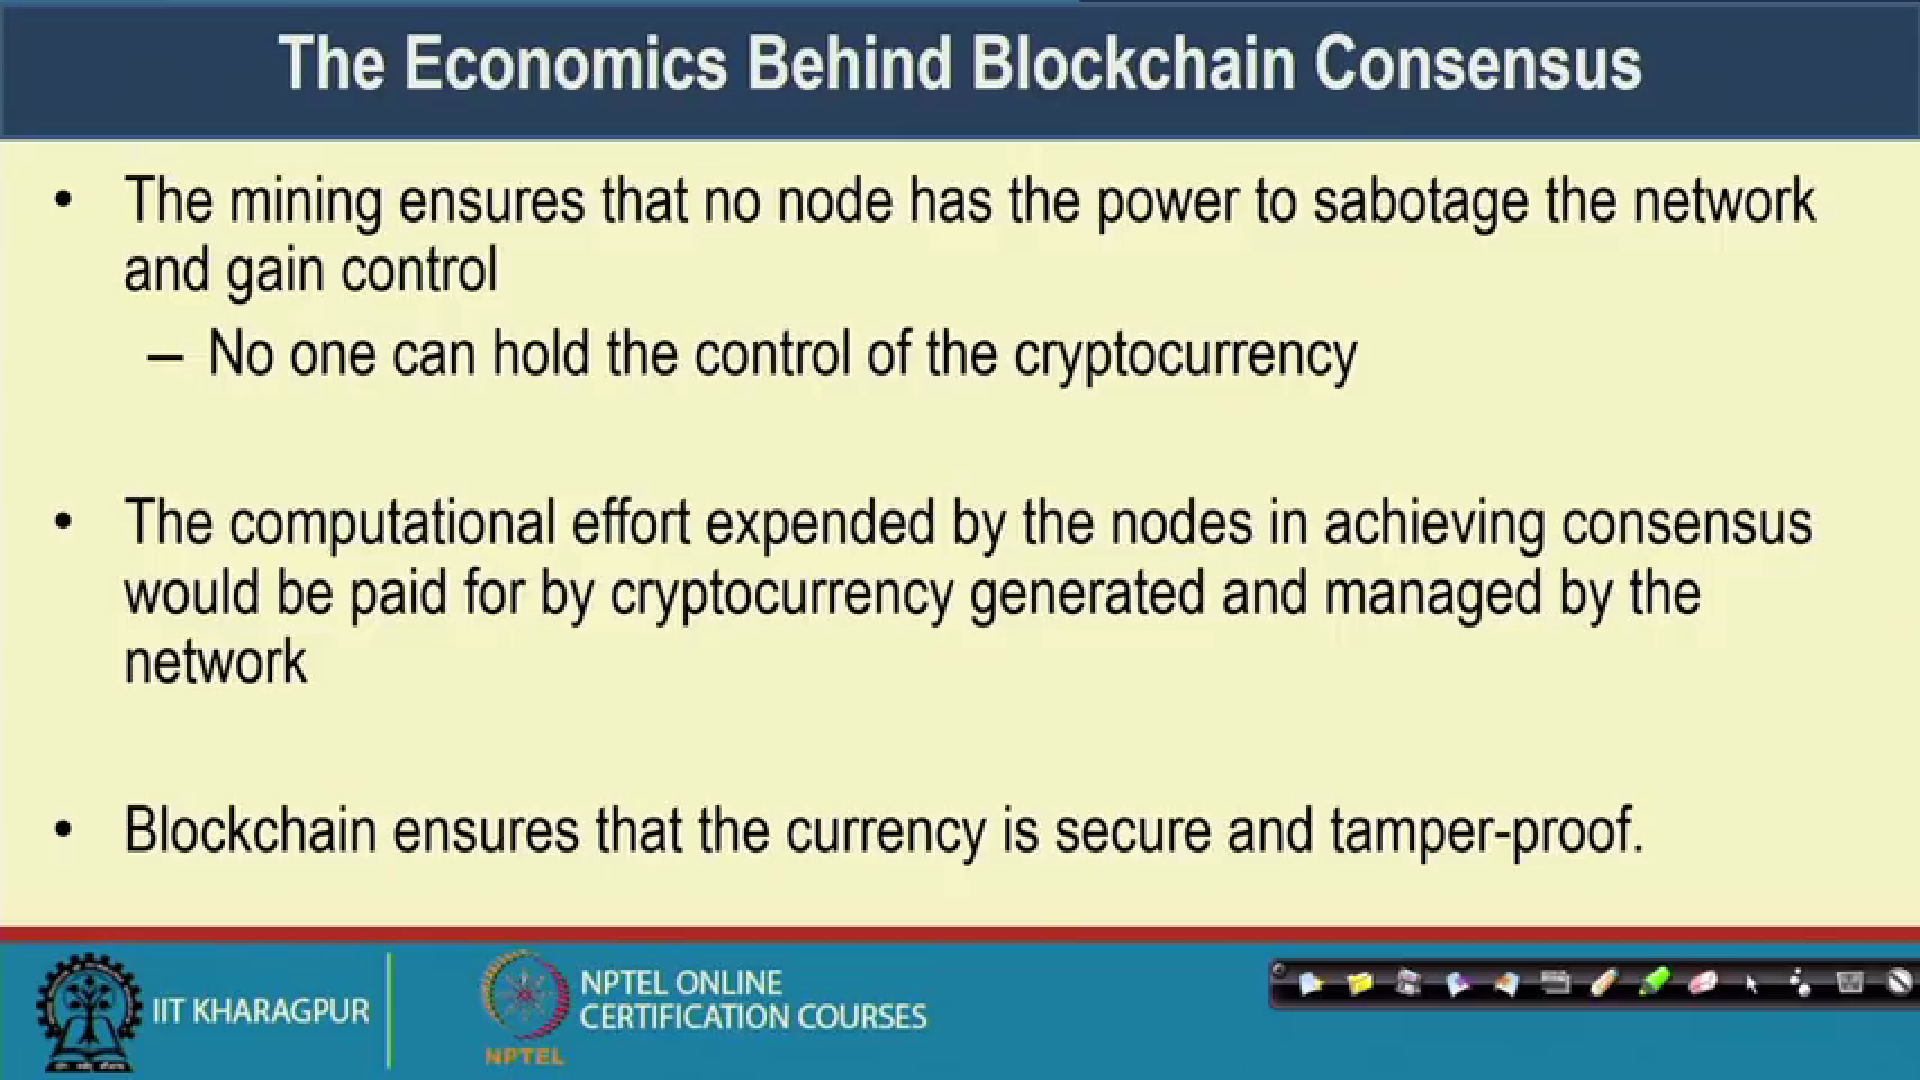 The Economics Behind Blockchain Consensus
• The mining ensures that no node has the power to sabotage the network
and gain control
– No one can hold the control of the cryptocurrency
• The computational effort expended by the nodes in achieving consensus
would be paid for by cryptocurrency generated and managed by the
network
• Blockchain ensures that the currency is secure and tamper-proof.
IIT KHARAGPUR
NPTEL
NPTEL ONLINE
CERTIFICATION COURSES